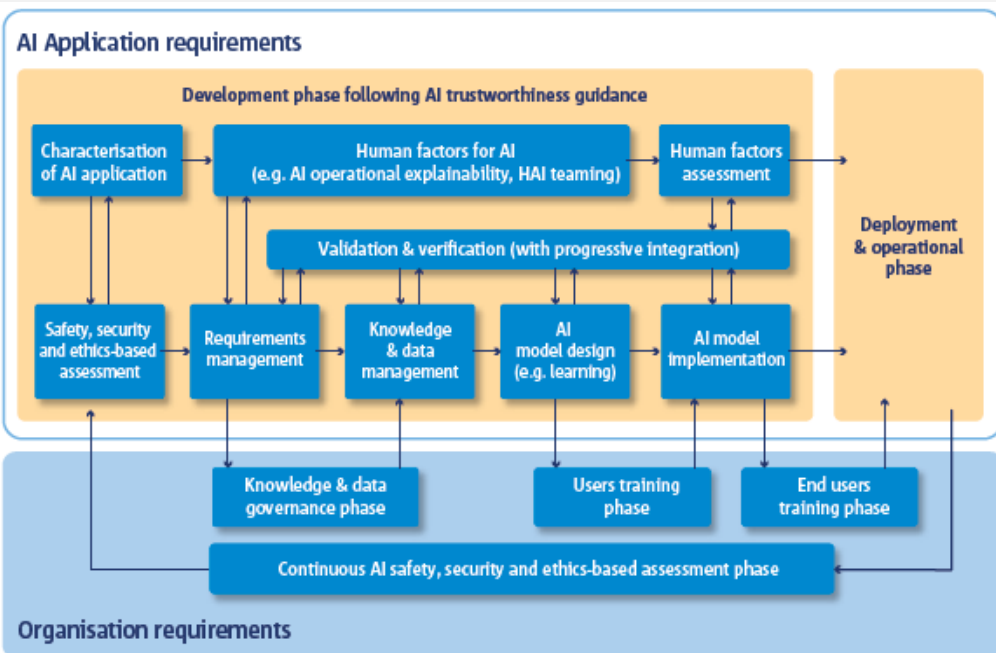 AI Application requirements
Development phase following AI trustworthiness guidance
Characterisation
of AI application
Human factors for AI
(e.g. AI operational explainability, HAI teaming)
Human factors
assessment
Deployment
& operational
phase
Validation & verification (with progressive integration)
Safety, security
and ethics-based
assessment
Requirements
management
Knowledge
& data
management
AI
model design
(e.g. learning)
AI model
implementation
Knowledge & data
governance phase
Users training
phase
End users
training phase
Continuous AI safety, security and ethics-based assessment phase
Organisation requirements